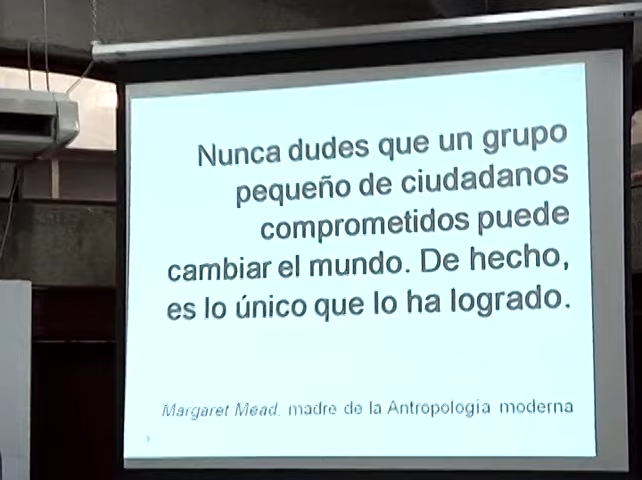 Nunca dudes que un grupo
pequeño de ciudadanos
comprometidos puede
cambiar el mundo. De hecho,
es lo único que lo ha logrado.
Margaret Mead, madre de la Antropología moderna